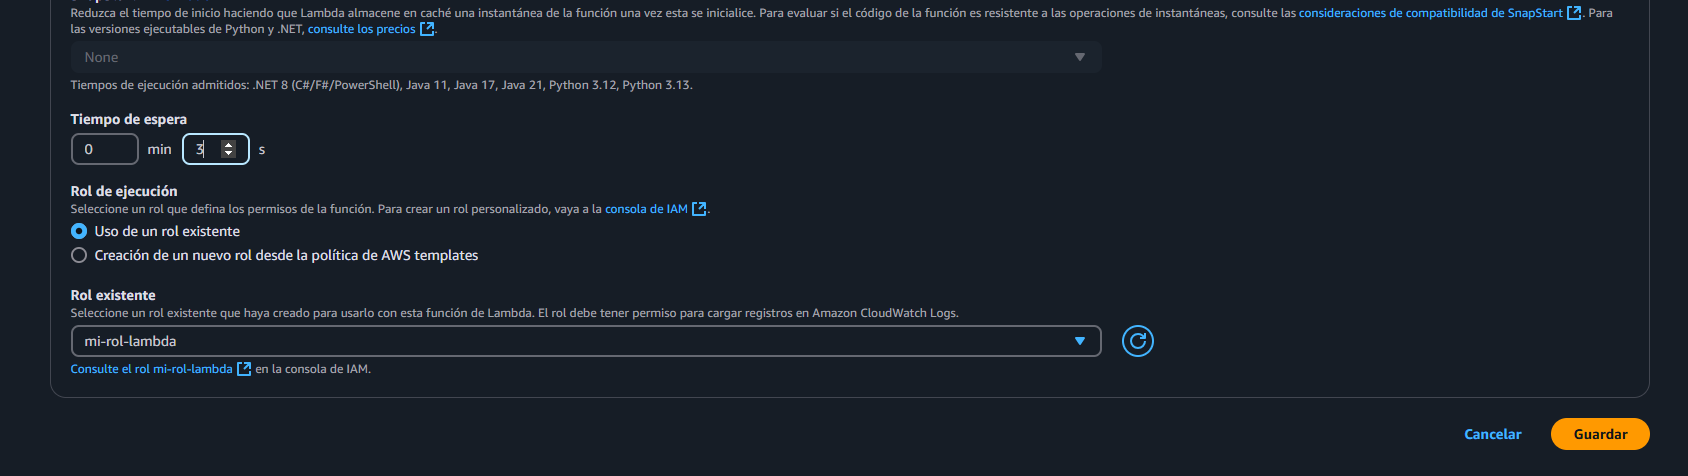 Reduzca el tiempo de inicio haciendo que Lambda almacene en caché una instantánea de la función una vez esta se inicialice. Para evaluar si el código de la función es resistente a las operaciones de instantáneas, consulte las consideraciones de compatibilidad de SnapStart. Para
las versiones ejecutables de Python y .NET, consulte los precios.
None
Tiempos de ejecución admitidos: .NET 8 (C#/F#/PowerShell), Java 11, Java 17, Java 21, Python 3.12, Python 3.13.
Tiempo de espera
0 min 3 s
Rol de ejecución
Seleccione un rol que defina los permisos de la función. Para crear un rol personalizado, vaya a la consola de IAM.
Uso de un rol existente
Creación de un nuevo rol desde la política de AWS templates
Rol existente
Seleccione un rol existente que haya creado para usarlo con esta función de Lambda. El rol debe tener permiso para cargar registros en Amazon CloudWatch Logs.
mi-rol-lambda
Consulte el rol mi-rol-lambda en la consola de IAM.
Cancelar Guardar